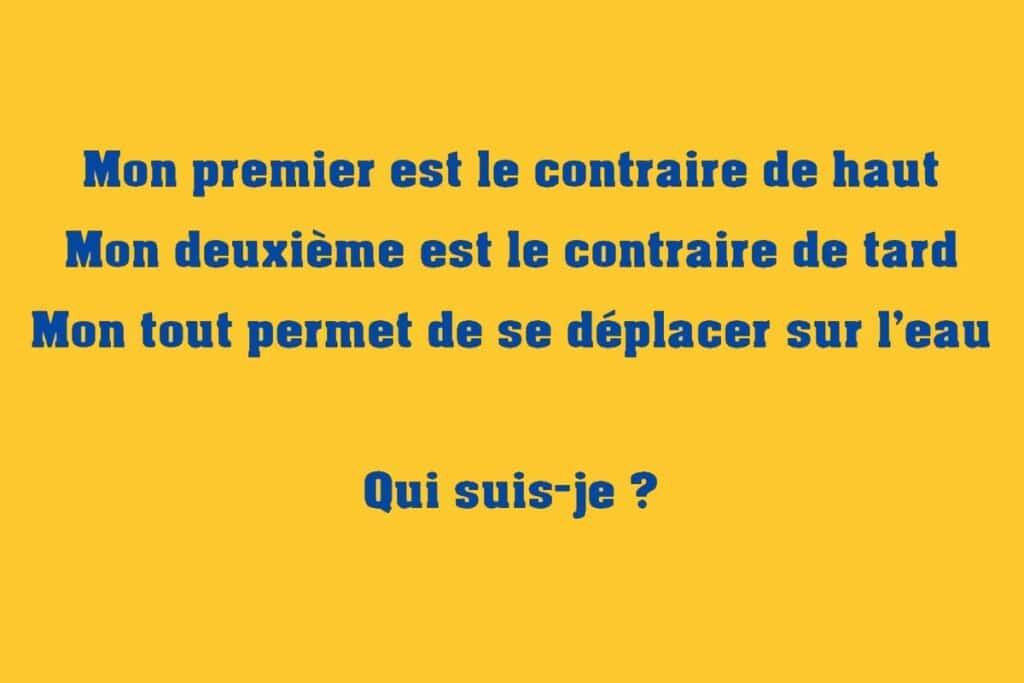 Mon premier est le contraire de haut
Mon deuxième est le contraire de tard
Mon tout permet de se déplacer sur l’eau
Qui suis-je ?